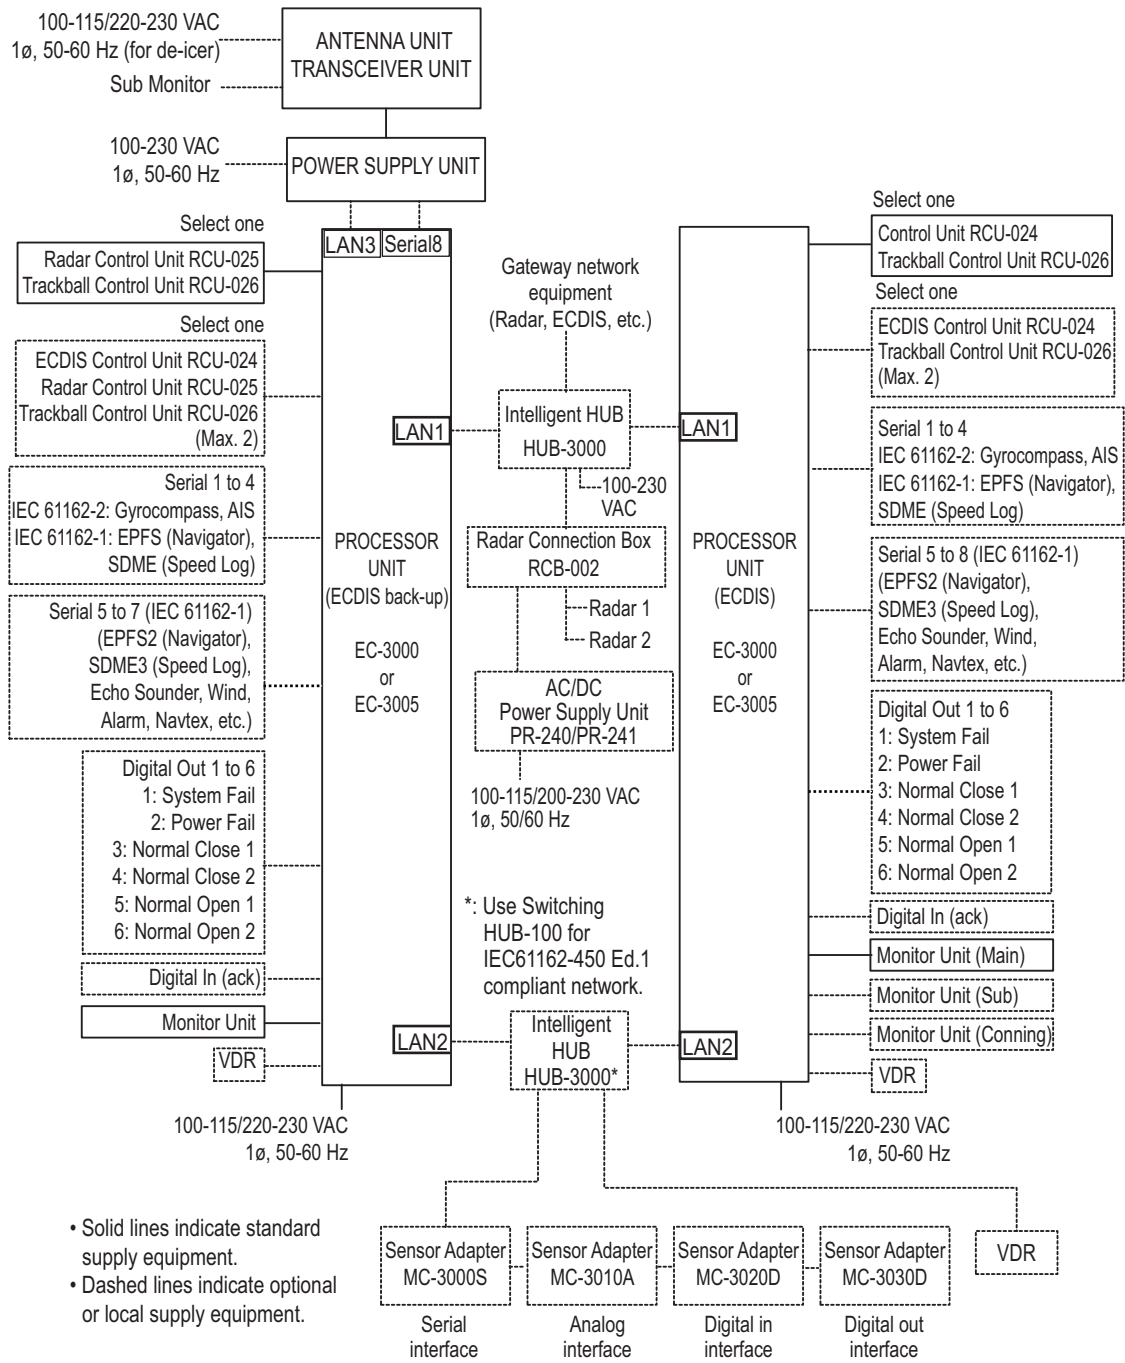 100-115/220-230 VAC
1ø, 50-60 Hz (for de-icer)
Sub Monitor
ANTENNA UNIT
TRANSCEIVER UNIT
100-230 VAC
1ø, 50-60 Hz
POWER SUPPLY UNIT
Select one
Radar Control Unit RCU-025
Trackball Control Unit RCU-026
Select one
ECDIS Control Unit RCU-024
Radar Control Unit RCU-025
Trackball Control Unit RCU-026
(Max. 2)
Serial 1 to 4
IEC 61162-2: Gyrocompass, AIS
IEC 61162-1: EPFS (Navigator),
SDME (Speed Log)
Serial 5 to 7 (IEC 61162-1)
(EPFS2 (Navigator),
SDME3 (Speed Log),
Echo Sounder, Wind,
Alarm, Navtex, etc.)
Digital Out 1 to 6
1: System Fail
2: Power Fail
3: Normal Close 1
4: Normal Close 2
5: Normal Open 1
6: Normal Open 2
Digital In (ack)
Monitor Unit
VDR
LAN3
Serial8
LAN1
PROCESSOR
UNIT
(ECDIS back-up)
EC-3000
or
EC-3005
LAN2
100-115/220-230 VAC
1ø, 50-60 Hz
Gateway network
equipment
(Radar, ECDIS, etc.)
Intelligent HUB
HUB-3000
100-230
VAC
Radar Connection Box
RCB-002
Radar 1
Radar 2
AC/DC
Power Supply Unit
PR-240/PR-241
100-115/200-230 VAC
1ø, 50/60 Hz
*: Use Switching
HUB-100 for
IEC61162-450 Ed.1
compliant network.
Intelligent
HUB
HUB-3000*
LAN1
PROCESSOR
UNIT
(ECDIS)
EC-3000
or
EC-3005
LAN2
100-115/220-230 VAC
1ø, 50-60 Hz
Select one
Control Unit RCU-024
Trackball Control Unit RCU-026
Select one
ECDIS Control Unit RCU-024
Trackball Control Unit RCU-026
(Max. 2)
Serial 1 to 4
IEC 61162-2: Gyrocompass, AIS
IEC 61162-1: EPFS (Navigator),
SDME (Speed Log)
Serial 5 to 8 (IEC 61162-1)
(EPFS2 (Navigator),
SDME3 (Speed Log),
Echo Sounder, Wind,
Alarm, Navtex, etc.)
Digital Out 1 to 6
1: System Fail
2: Power Fail
3: Normal Close 1
4: Normal Close 2
5: Normal Open 1
6: Normal Open 2
Digital In (ack)
Monitor Unit (Main)
Monitor Unit (Sub)
Monitor Unit (Conning)
VDR
• Solid lines indicate standard
supply equipment.
• Dashed lines indicate optional
or local supply equipment.
Sensor Adapter
MC-3000S
Serial
interface
Sensor Adapter
MC-3010A
Analog
interface
Sensor Adapter
MC-3020D
Digital in
interface
Sensor Adapter
MC-3030D
Digital out
interface
VDR